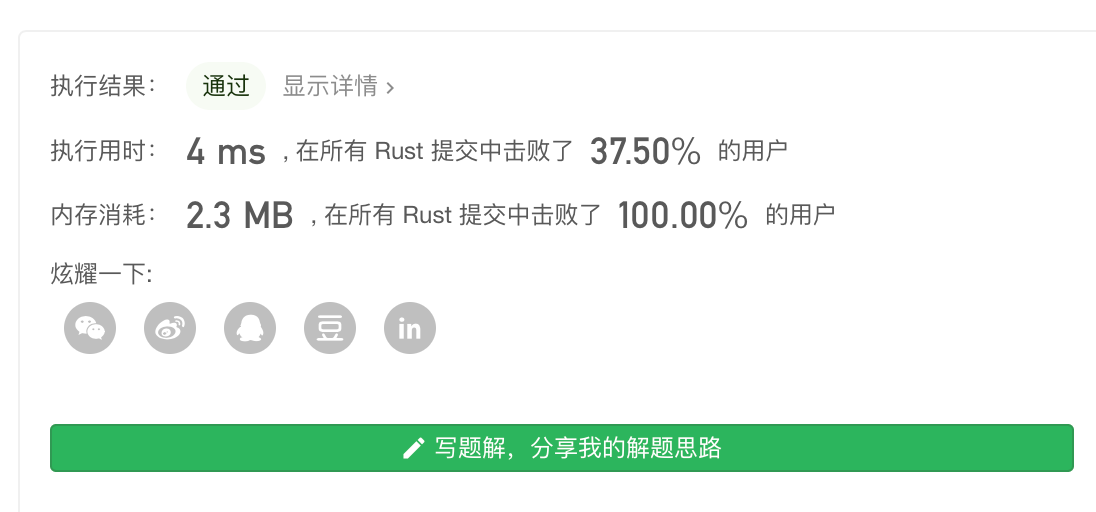 执行结果： 通过 显示详情 ›
执行用时： 4 ms , 在所有 Rust 提交中击败了 37.50% 的用户
内存消耗： 2.3 MB , 在所有 Rust 提交中击败了 100.00% 的用户
炫耀一下:
豆 in
写题解，分享我的解题思路